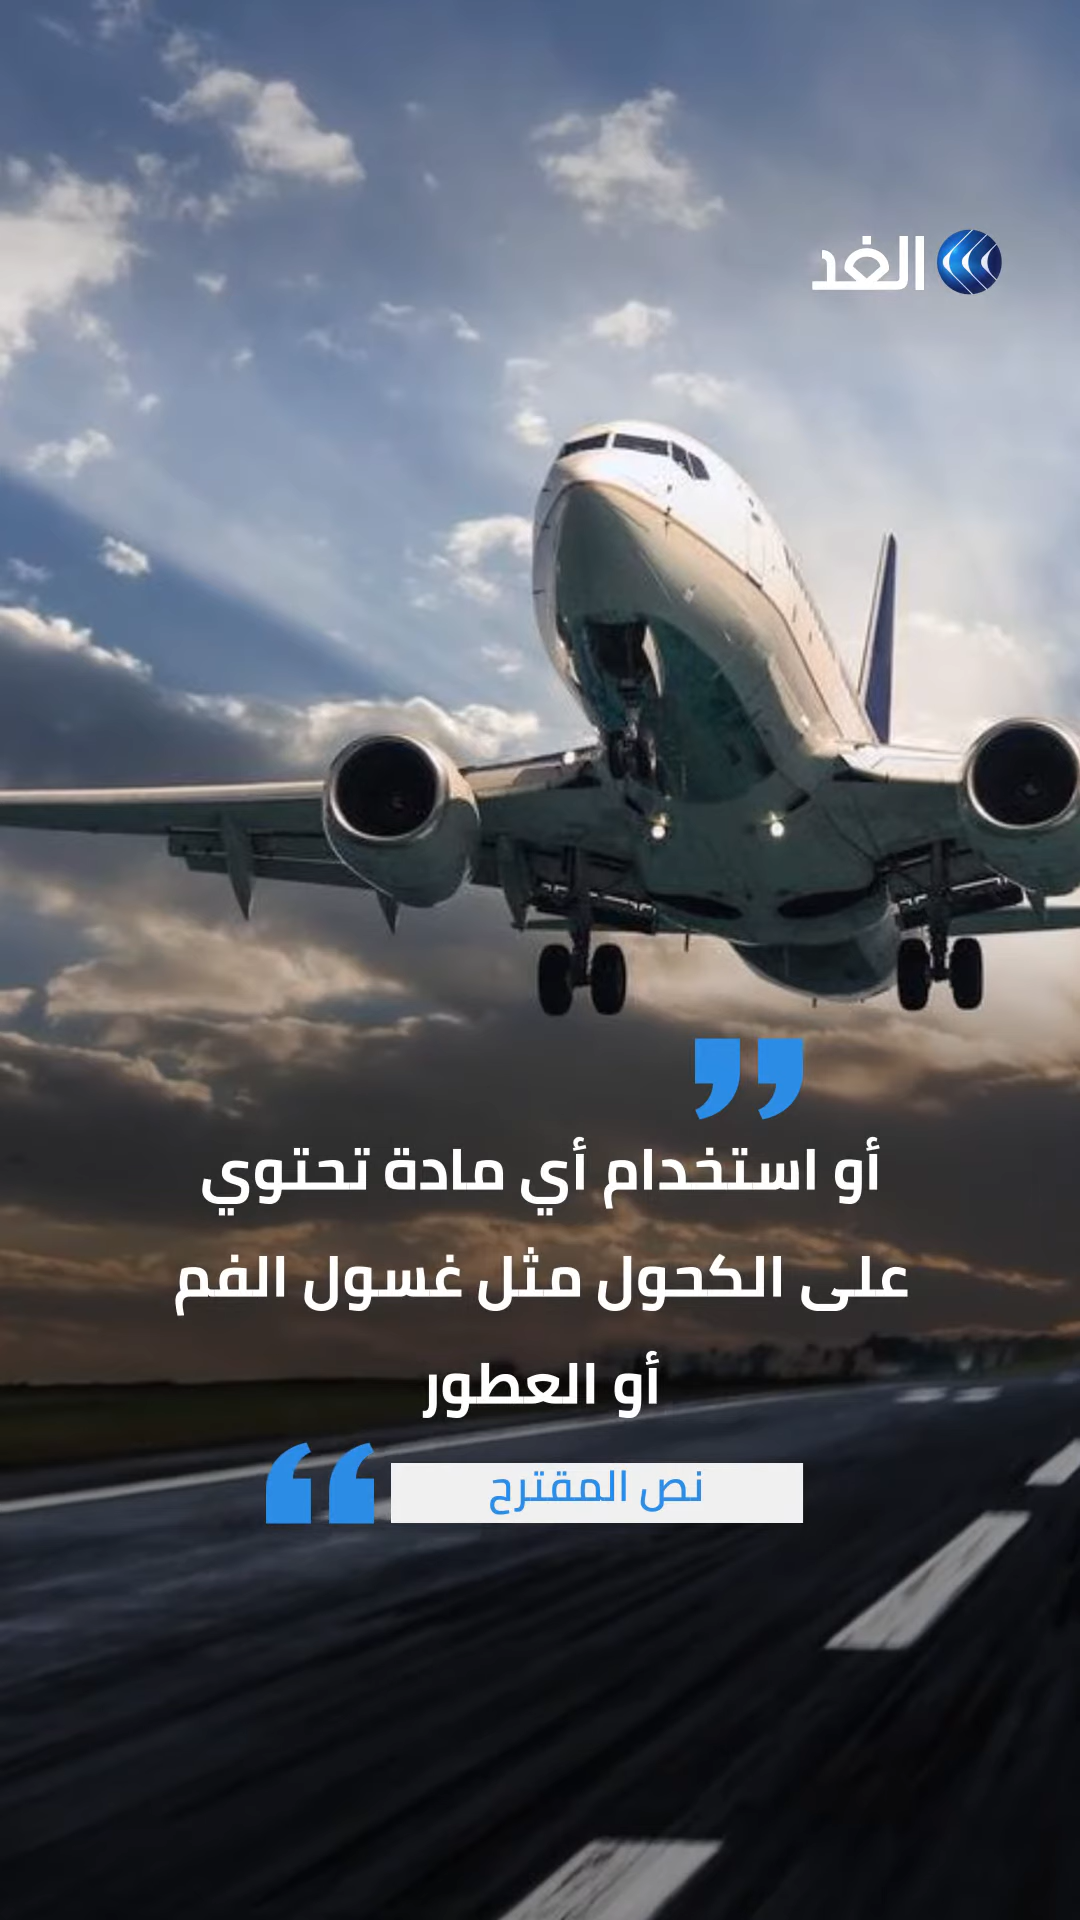 الغد
أو استخدام أي مادة تحتوي
على الكحول مثل غسول الفم
أو العطور
نص المقترح